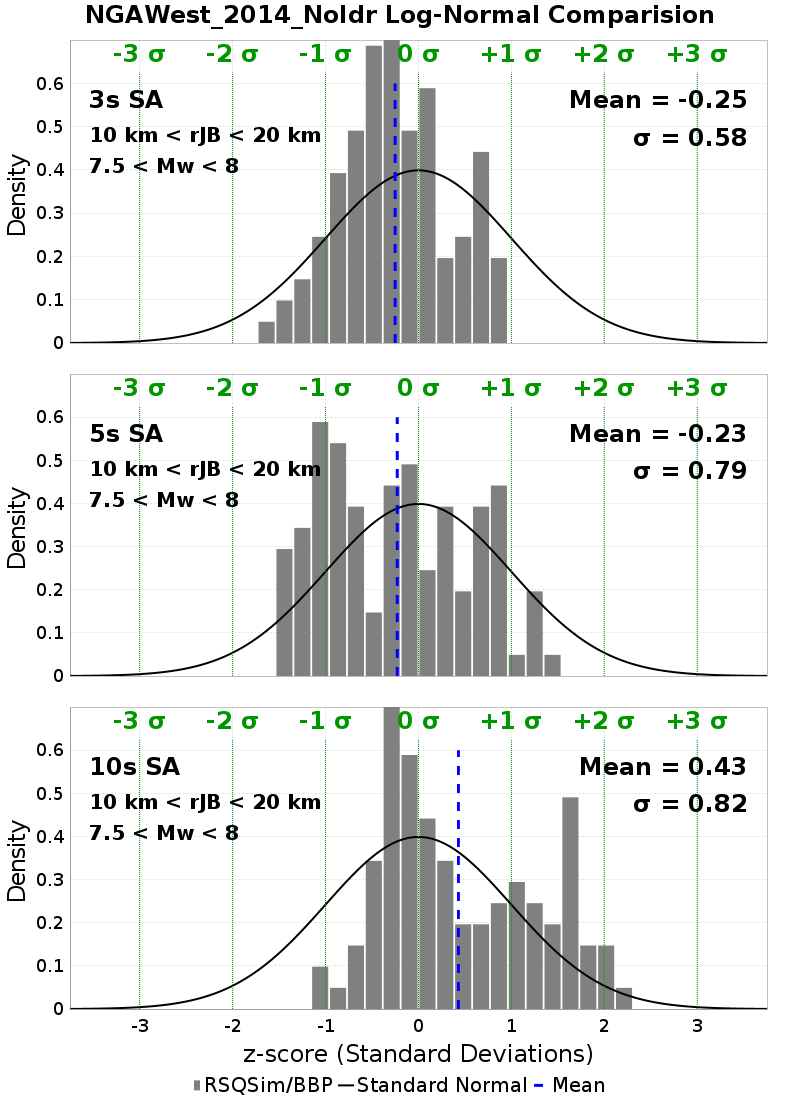 NGAWest_2014_NoIdr Log-Normal Comparision
-3 σ -2 σ -1 σ 0 σ +1 σ +2 σ +3 σ
3s SA
Mean = -0.25
10 km < rJB < 20 km
σ = 0.58
7.5 < Mw < 8
Density
0.6
0.5
0.4
0.3
0.2
0.1
0
-3 σ -2 σ -1 σ 0 σ +1 σ +2 σ +3 σ
5s SA
Mean = -0.23
10 km < rJB < 20 km
σ = 0.79
7.5 < Mw < 8
Density
0.6
0.5
0.4
0.3
0.2
0.1
0
-3 σ -2 σ -1 σ 0 σ +1 σ +2 σ +3 σ
10s SA
Mean = 0.43
10 km < rJB < 20 km
σ = 0.82
7.5 < Mw < 8
Density
0.6
0.5
0.4
0.3
0.2
0.1
0
-3 -2 -1 0 1 2 3
z-score (Standard Deviations)
RSQSim/BBP Standard Normal Mean